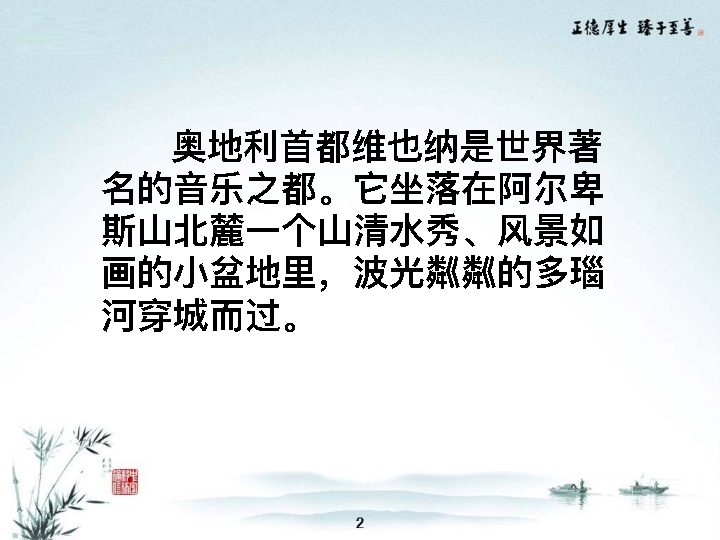 正德厚生 臻于至善
奥地利首都维也纳是世界著
名的音乐之都。它坐落在阿尔卑
斯山北麓一个山清水秀、风景如
画的小盆地里，波光粼粼的多瑙
河穿城而过。
2